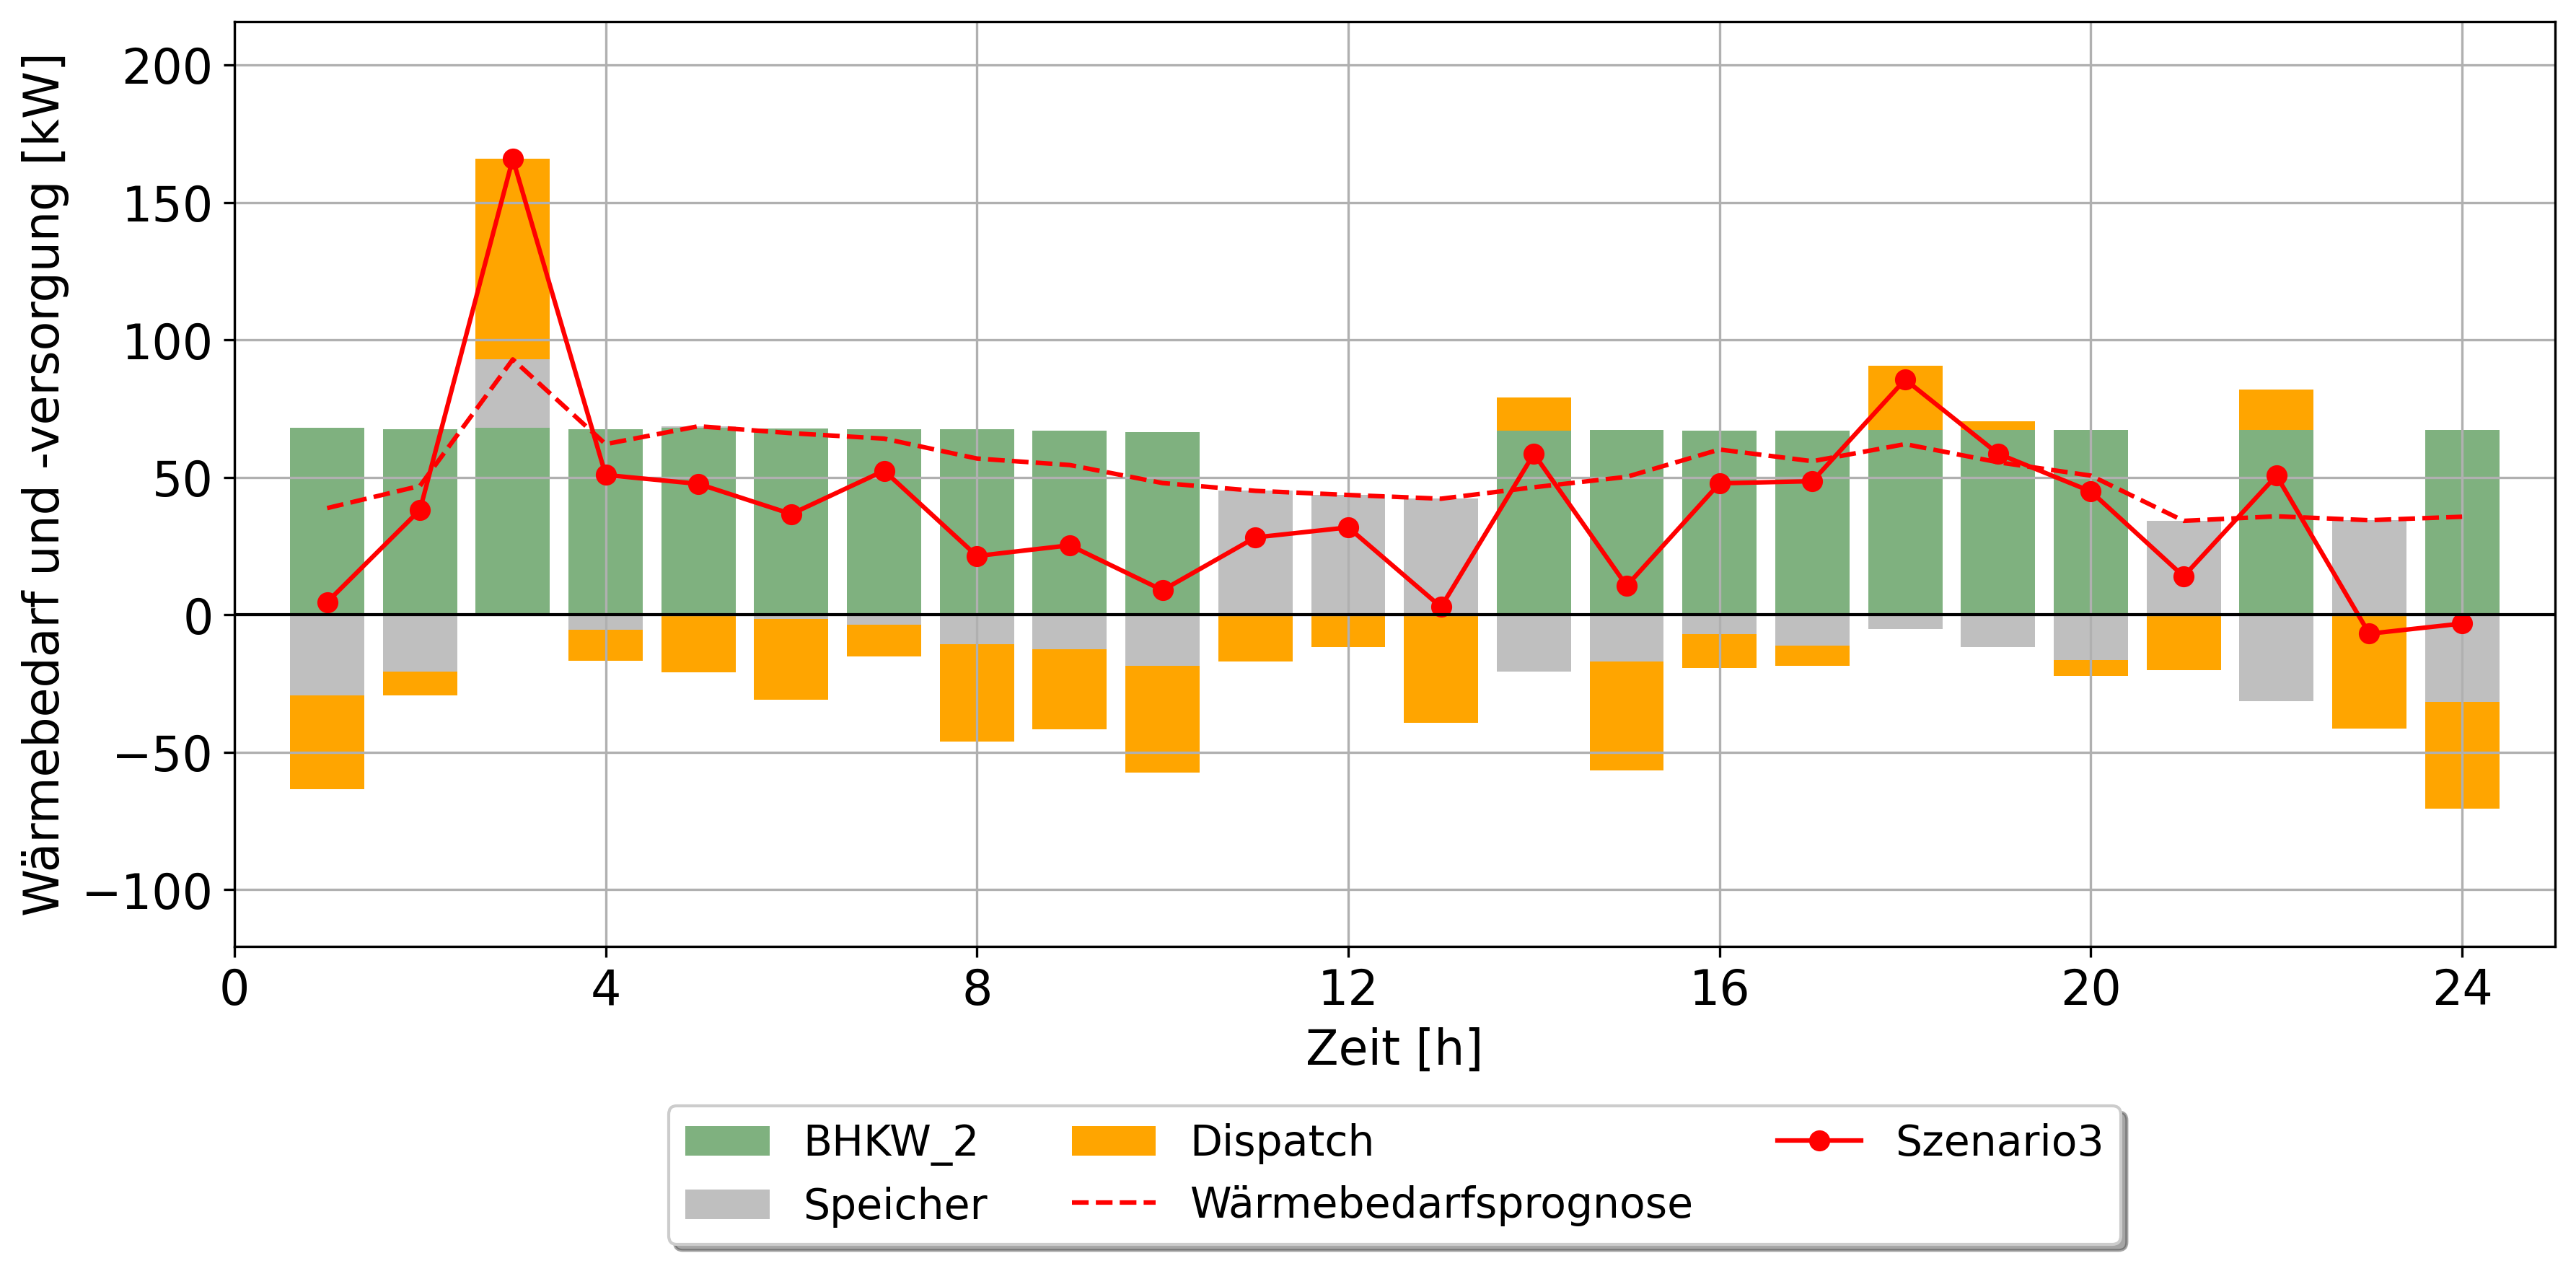 Wärmebedarf und -versorgung [kW]
200
150
100
50
0
−50
−100
0 4 8 12 16 20 24
Zeit [h]
BHKW_2 Dispatch Szenario3
Speicher Wärmebedarfsprognose